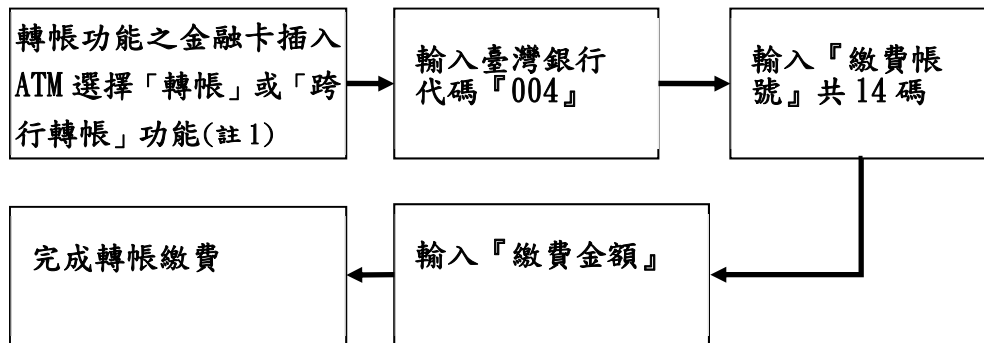 轉帳功能之金融卡插入
ATM 選擇「轉帳」或「跨
行轉帳」功能(註 1)
輸入臺灣銀行
代碼『004』
輸入『繳費帳
號』共 14 碼
輸入『繳費金額』
完成轉帳繳費